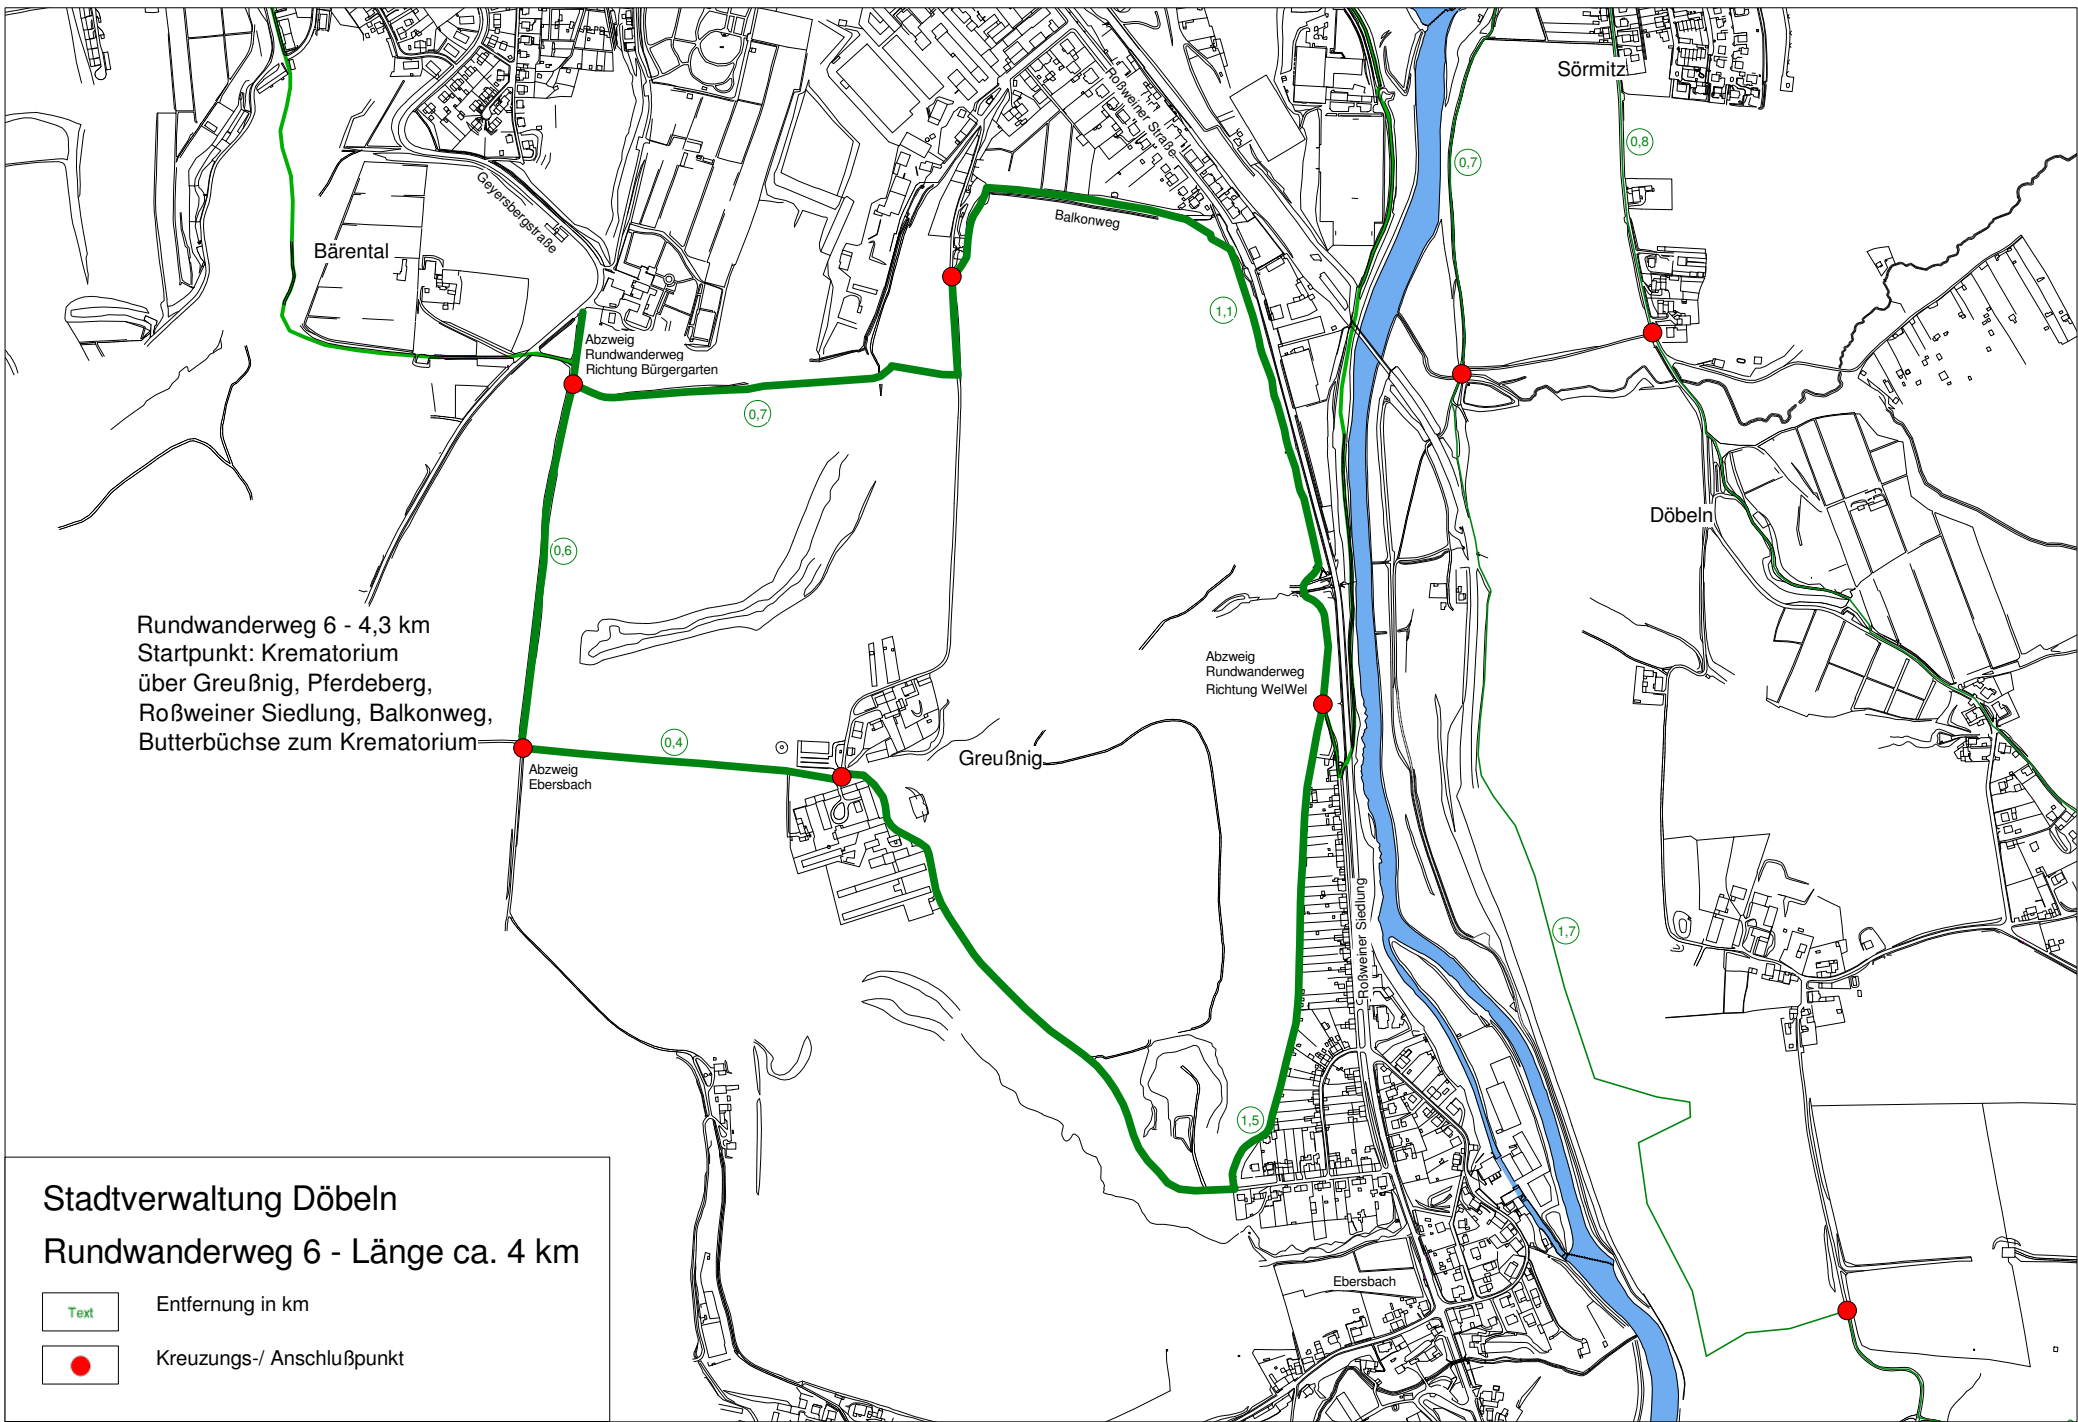 Sörmitz
Roßweiner Straße
0,8
0,7
Geyersbergstraße
Balkonweg
Bärental
1,1
Abzweig
Rundwanderweg
Richtung Bürgergarten
0,7
Döbeln
0,6
Rundwanderweg 6 - 4,3 km
Startpunkt: Krematorium
über Greußnig, Pferdeberg,
Roßweiner Siedlung, Balkonweg,
Butterbüchse zum Krematorium
Abzweig
Rundwanderweg
Richtung WelWel
0,4
Greußnig
Abzweig
Ebersbach
Roßweiner Siedlung
1,7
1,5
Ebersbach
Stadtverwaltung Döbeln
Rundwanderweg 6 - Länge ca. 4 km
Text
Entfernung in km
Kreuzungs-/ Anschlußpunkt